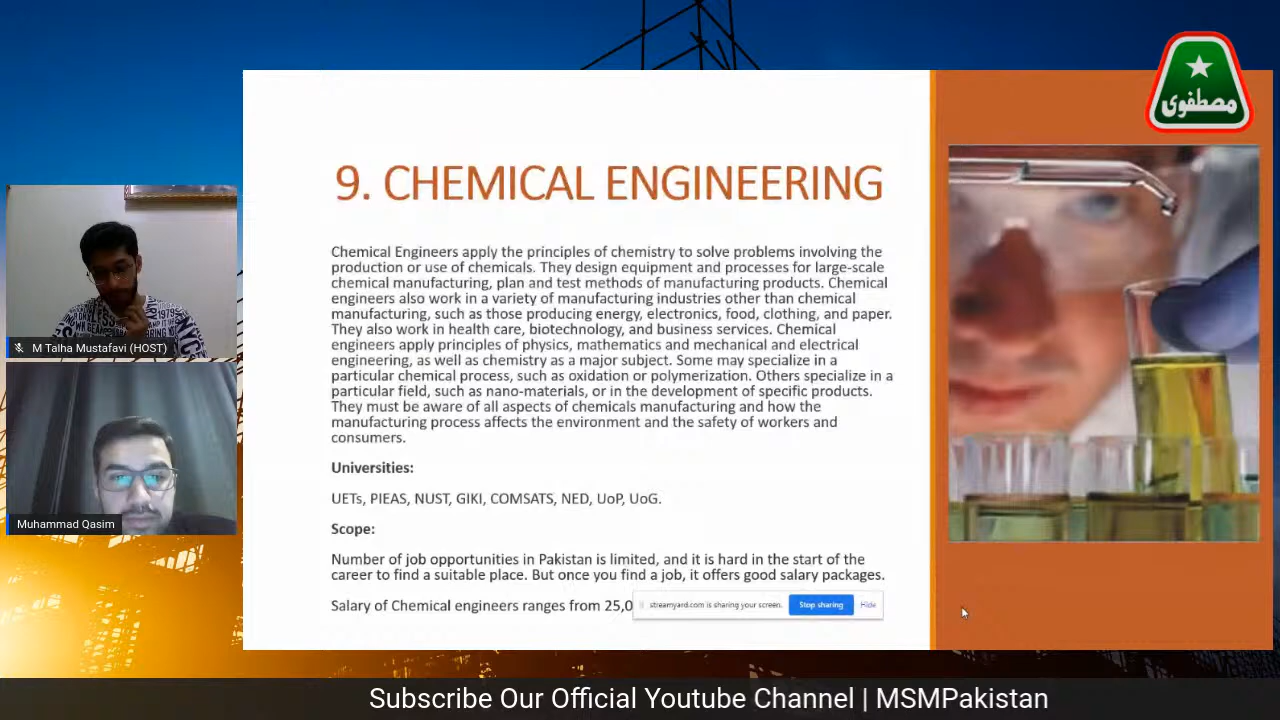 مصطفوی
9. CHEMICAL ENGINEERING
Chemical Engineers apply the principles of chemistry to solve problems involving the
production or use of chemicals. They design equipment and processes for large-scale
chemical manufacturing, plan and test methods of manufacturing products. Chemical
engineers also work in a variety of manufacturing industries other than chemical
manufacturing, such as those producing energy, electronics, food, clothing, and paper.
They also work in health care, biotechnology, and business services. Chemical
engineers apply principles of physics, mathematics and mechanical and electrical
engineering, as well as chemistry as a major subject. Some may specialize in a
particular chemical process, such as oxidation or polymerization. Others specialize in a
particular field, such as nano-materials, or in the development of specific products.
They must be aware of all aspects of chemicals manufacturing and how the
manufacturing process affects the environment and the safety of workers and
consumers.
Universities:
UETs, PIEAS, NUST, GIKI, COMSATS, NED, UoP, UoG.
Scope:
Number of job opportunities in Pakistan is limited, and it is hard in the start of the
career to find a suitable place. But once you find a job, it offers good salary packages.
Salary of Chemical engineers ranges from 25,0
streamyard.com is sharing your screen. Stop sharing Hide
M Talha Mustafavi (HOST)
Muhammad Qasim
Subscribe Our Official Youtube Channel | MSMPakistan